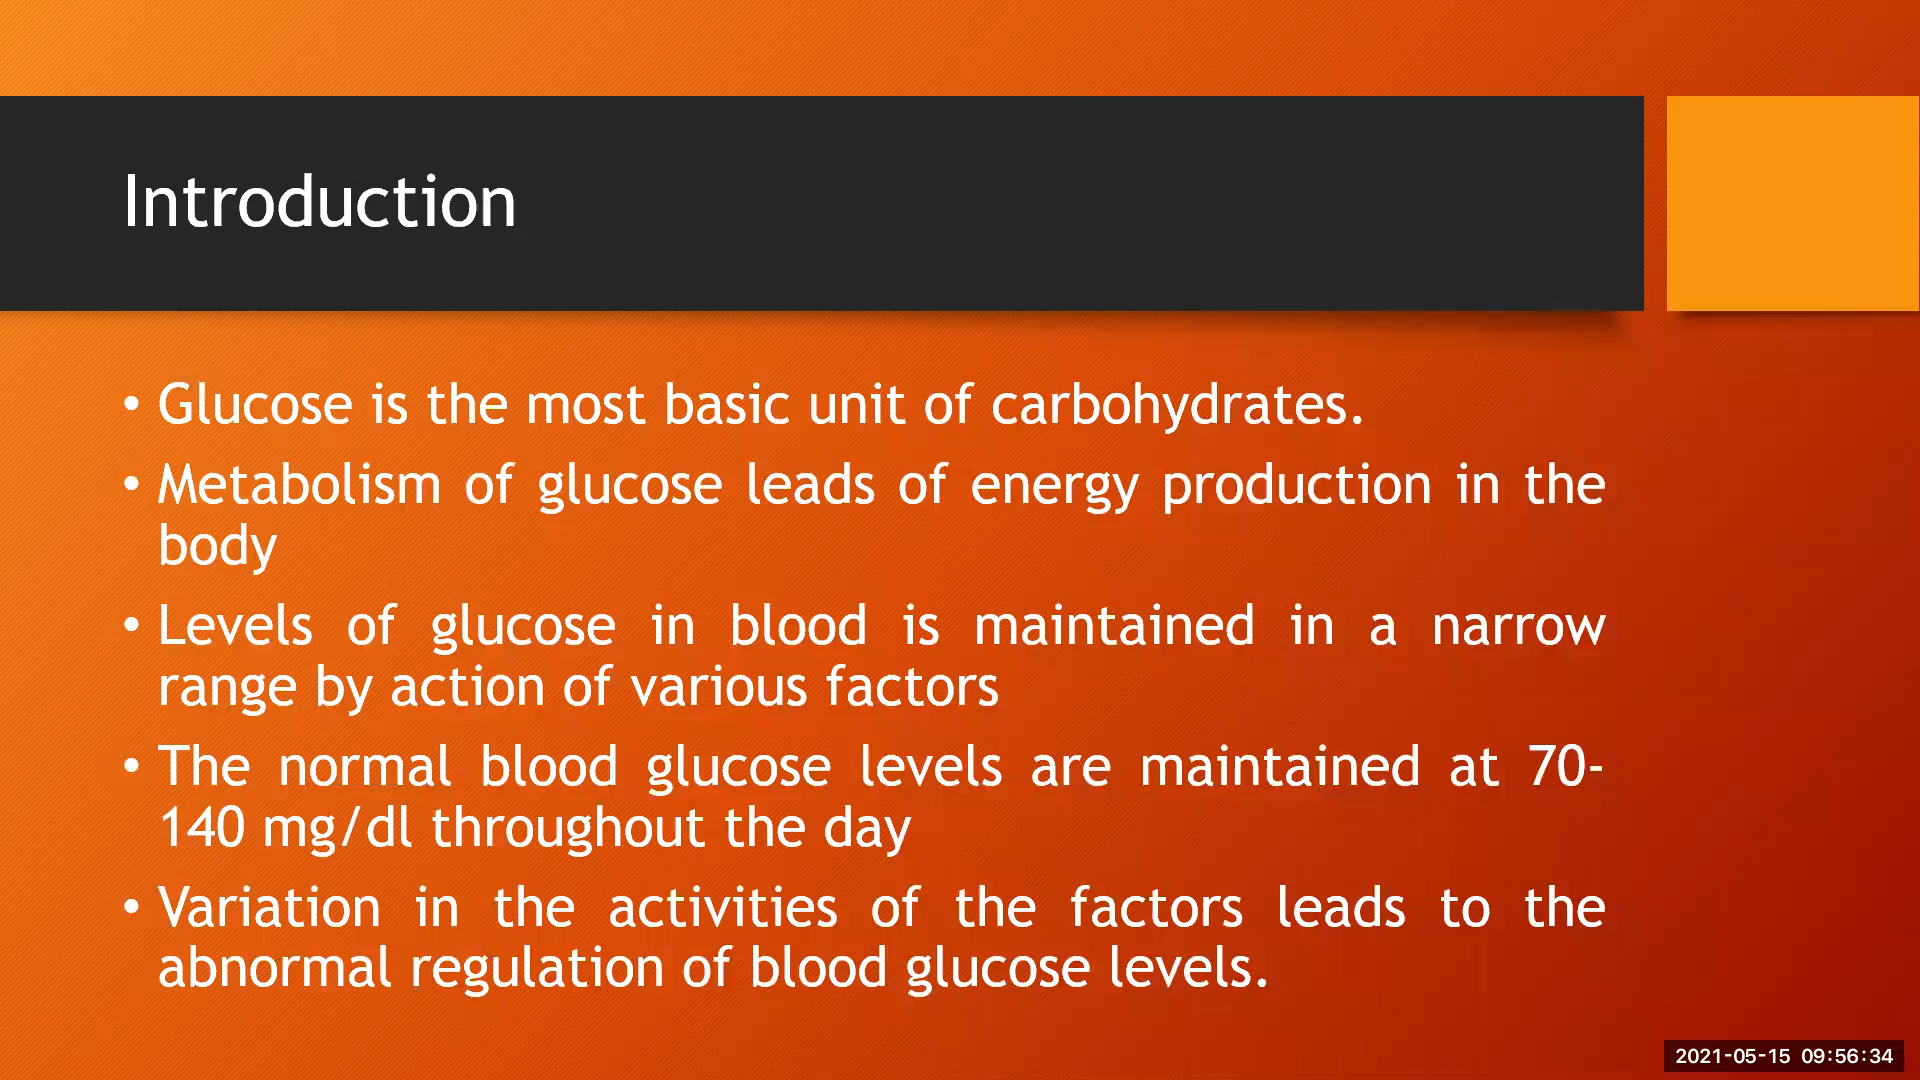 Introduction
• Glucose is the most basic unit of carbohydrates.
• Metabolism of glucose leads of energy production in the
body
• Levels of glucose in blood is maintained in a narrow
range by action of various factors
• The normal blood glucose levels are maintained at 70-
140 mg/dl throughout the day
• Variation in the activities of the factors leads to the
abnormal regulation of blood glucose levels.
2021-05-15 09:56:34